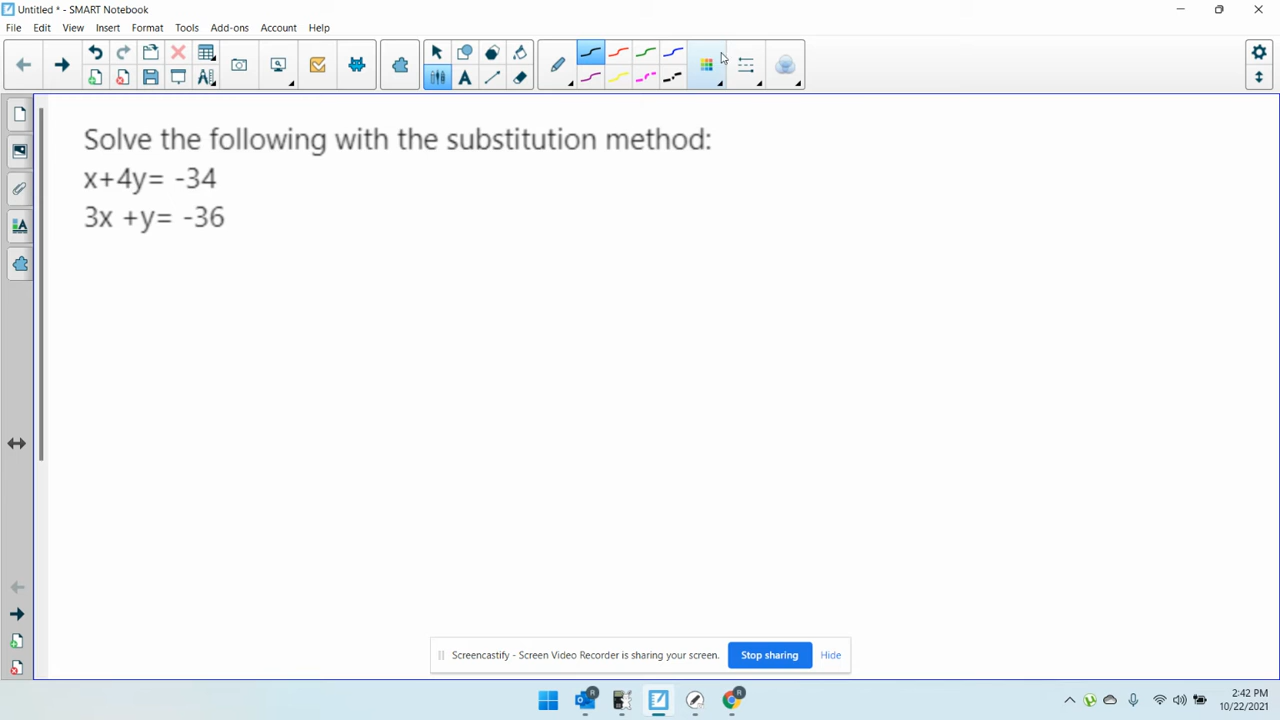 Untitled * - SMART Notebook
File Edit View Insert Format Tools Add-ons Account Help
Solve the following with the substitution method:
x+4y= -34
3x +y= -36
Screencastify - Screen Video Recorder is sharing your screen. Stop sharing Hide
2:42 PM
10/22/2021